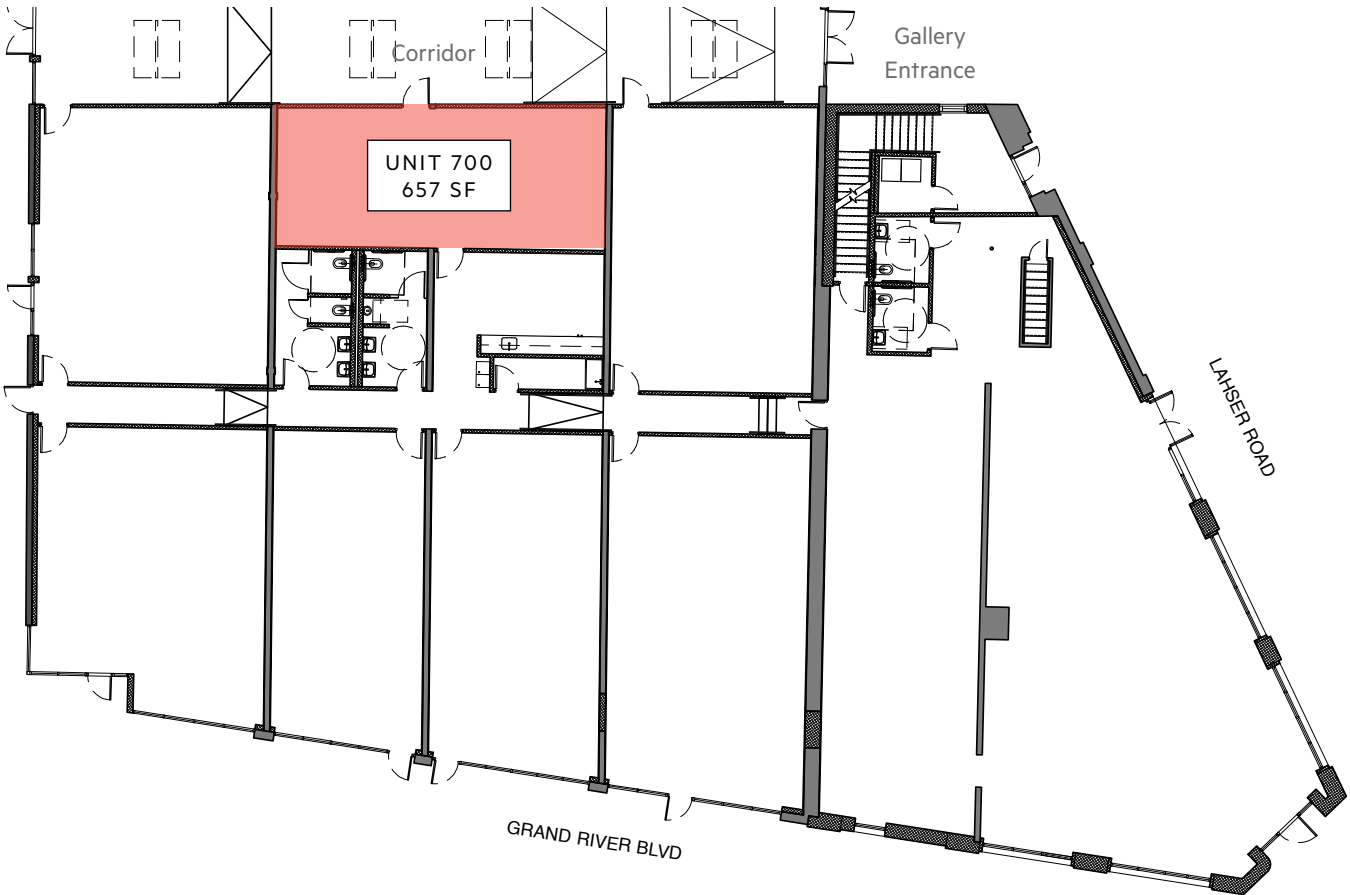 Corridor
Gallery
Entrance
UNIT 700
657 SF
LAHSER ROAD
GRAND RIVER BLVD